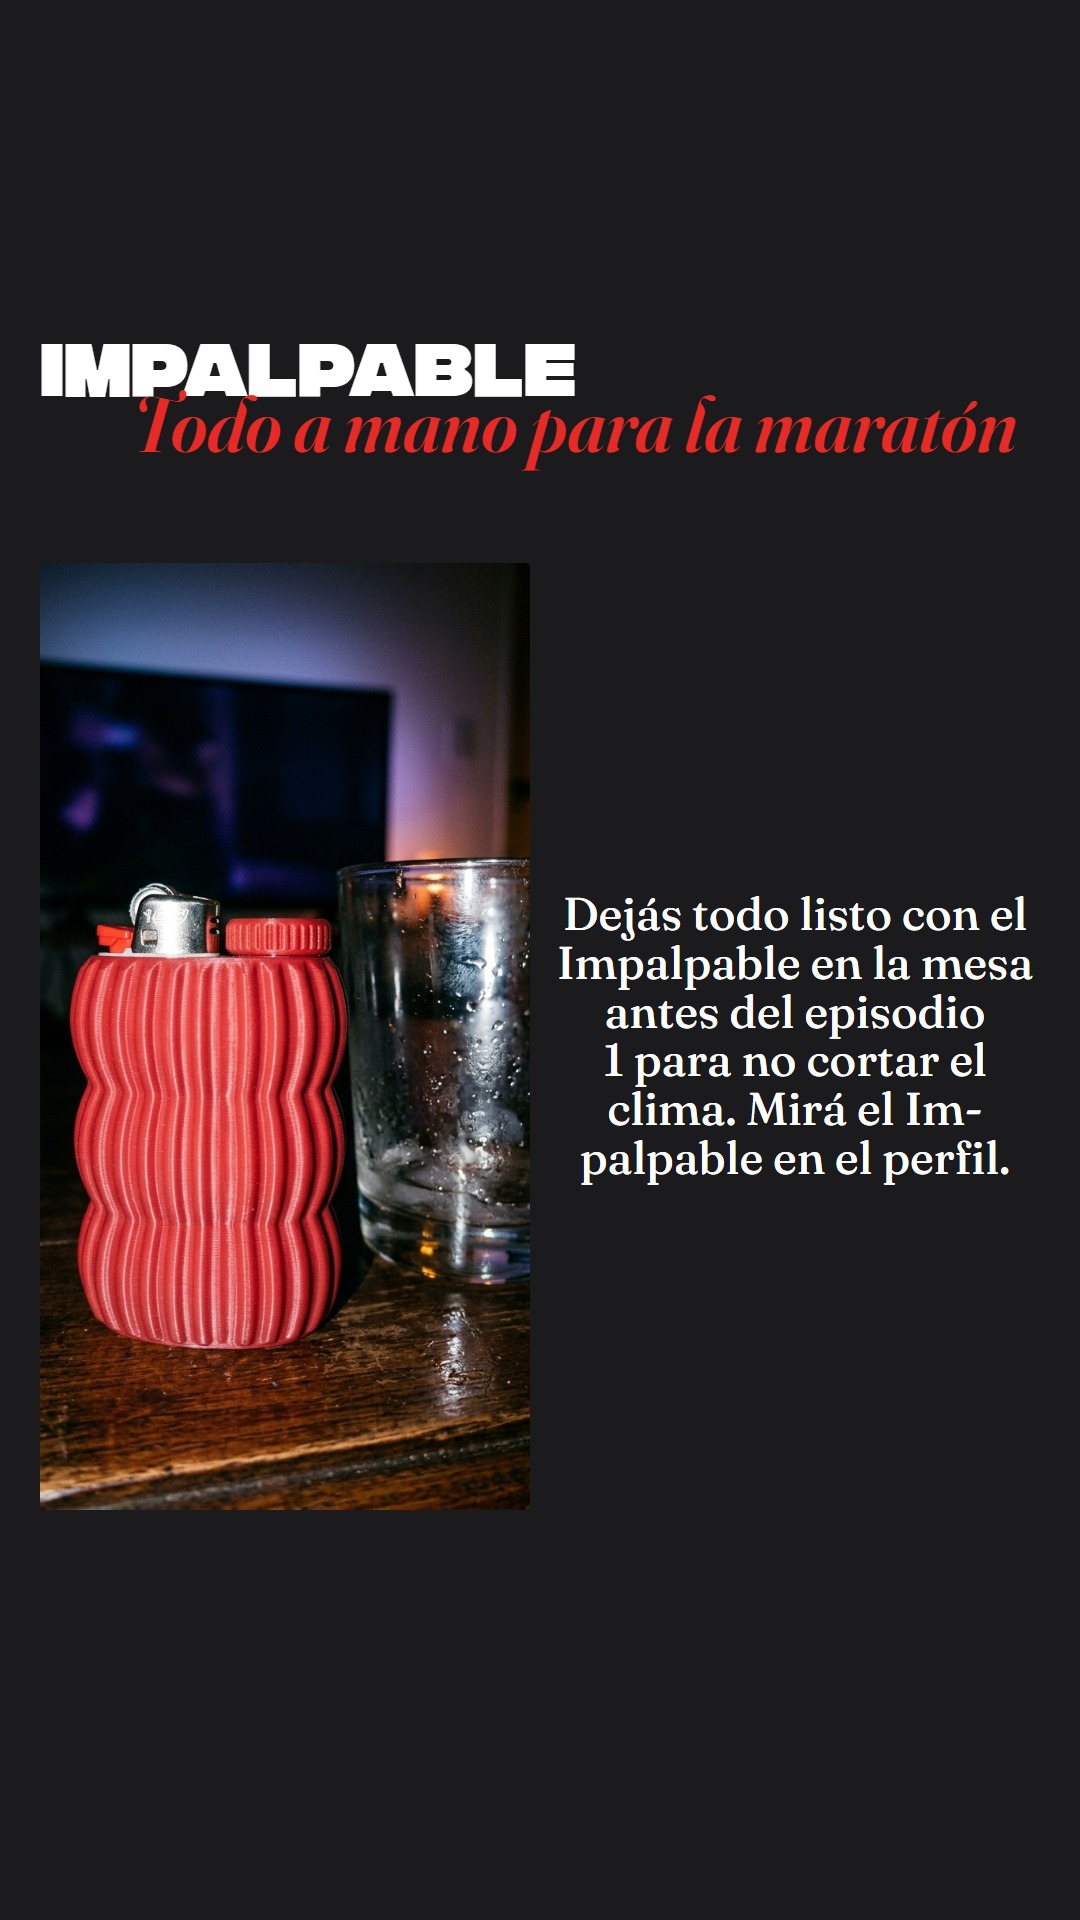 IMPALPABLE
Todo a mano para la maratón
Dejás todo listo con el
Impalpable en la mesa
antes del episodio
1 para no cortar el
clima. Mirá el Im-
palpable en el perfil.